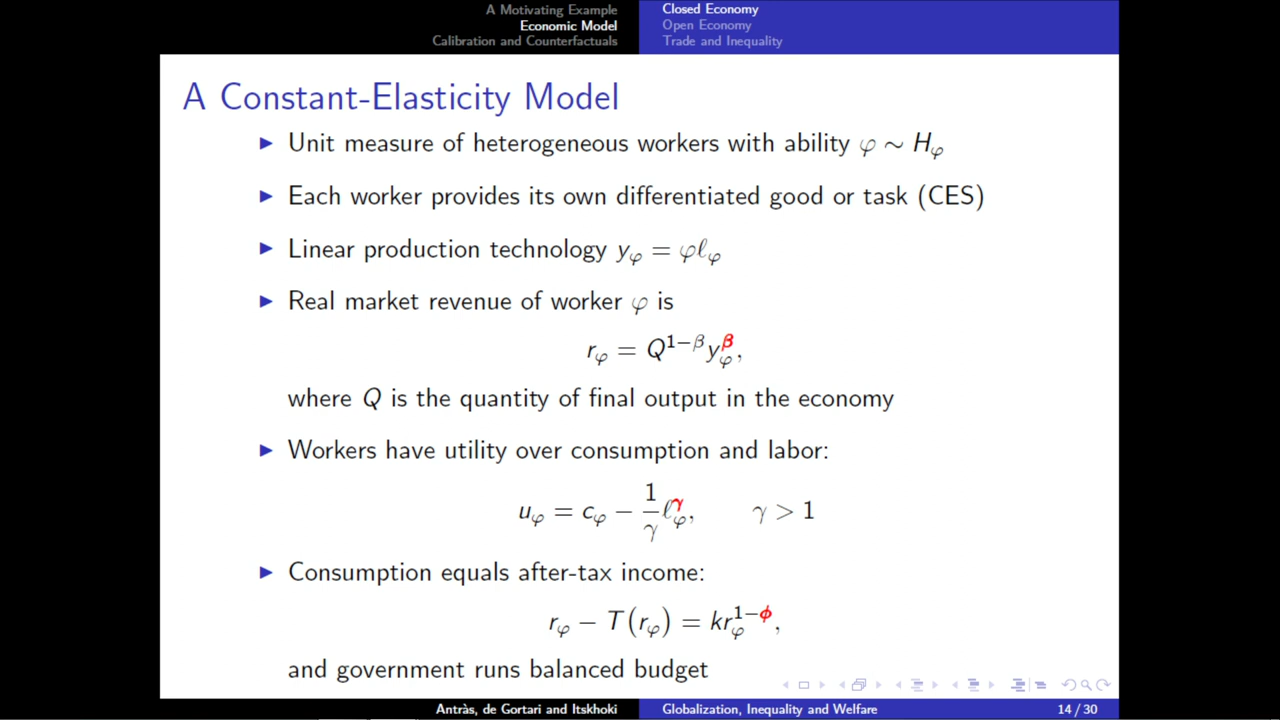 A Motivating Example
Economic Model
Calibration and Counterfactuals
Closed Economy
Open Economy
Trade and Inequality
A Constant-Elasticity Model
Unit measure of heterogeneous workers with ability φ ∼ H_φ
Each worker provides its own differentiated good or task (CES)
Linear production technology y_φ = φℓ_φ
Real market revenue of worker φ is
r_φ = Q^{1−β} y_φ^β,
where Q is the quantity of final output in the economy
Workers have utility over consumption and labor:
u_φ = c_φ − \frac{1}{γ} ℓ_φ^γ, γ > 1
Consumption equals after-tax income:
r_φ − T(r_φ) = k r_φ^{1−ϕ},
and government runs balanced budget
Antràs, de Gortari and Itskhoki
Globalization, Inequality and Welfare
14 / 30